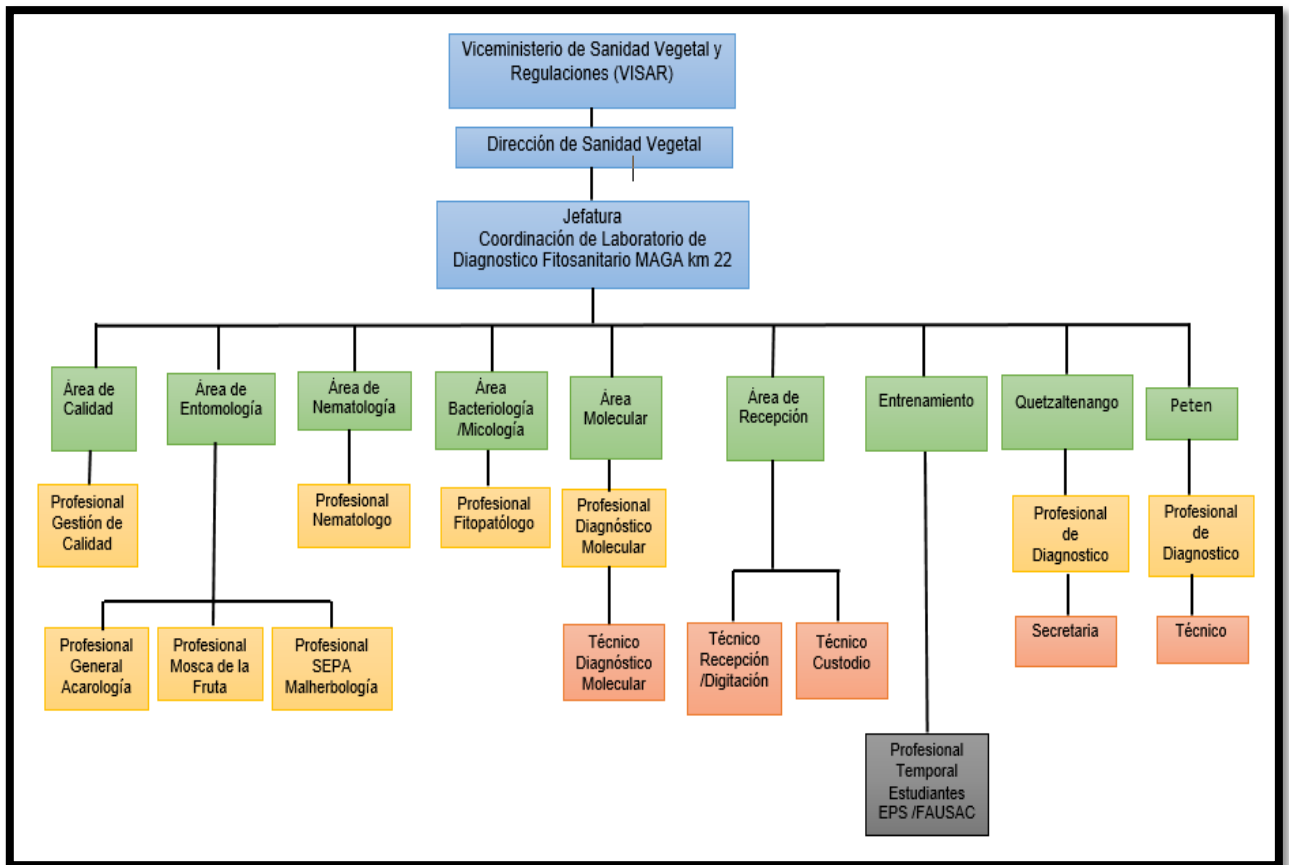 Viceministerio de Sanidad Vegetal y
Regulaciones (VISAR)
Dirección de Sanidad Vegetal
Jefatura
Coordinación de Laboratorio de
Diagnostico Fitosanitario MAGA km 22
Área de
Calidad
Área de
Entomología
Área de
Nematología
Área
Bacteriología
/Micología
Área
Molecular
Área de
Recepción
Entrenamiento
Quetzaltenango
Peten
Profesional
Gestión de
Calidad
Profesional
Nematologo
Profesional
Fitopatólogo
Profesional
Diagnóstico
Molecular
Profesional
de
Diagnostico
Profesional
de
Diagnostico
Profesional
General
Acarología
Profesional
Mosca de la
Fruta
Profesional
SEPA
Malherbología
Técnico
Diagnóstico
Molecular
Técnico
Recepción
/Digitación
Técnico
Custodio
Secretaria
Técnico
Profesional
Temporal
Estudiantes
EPS /FAUSAC